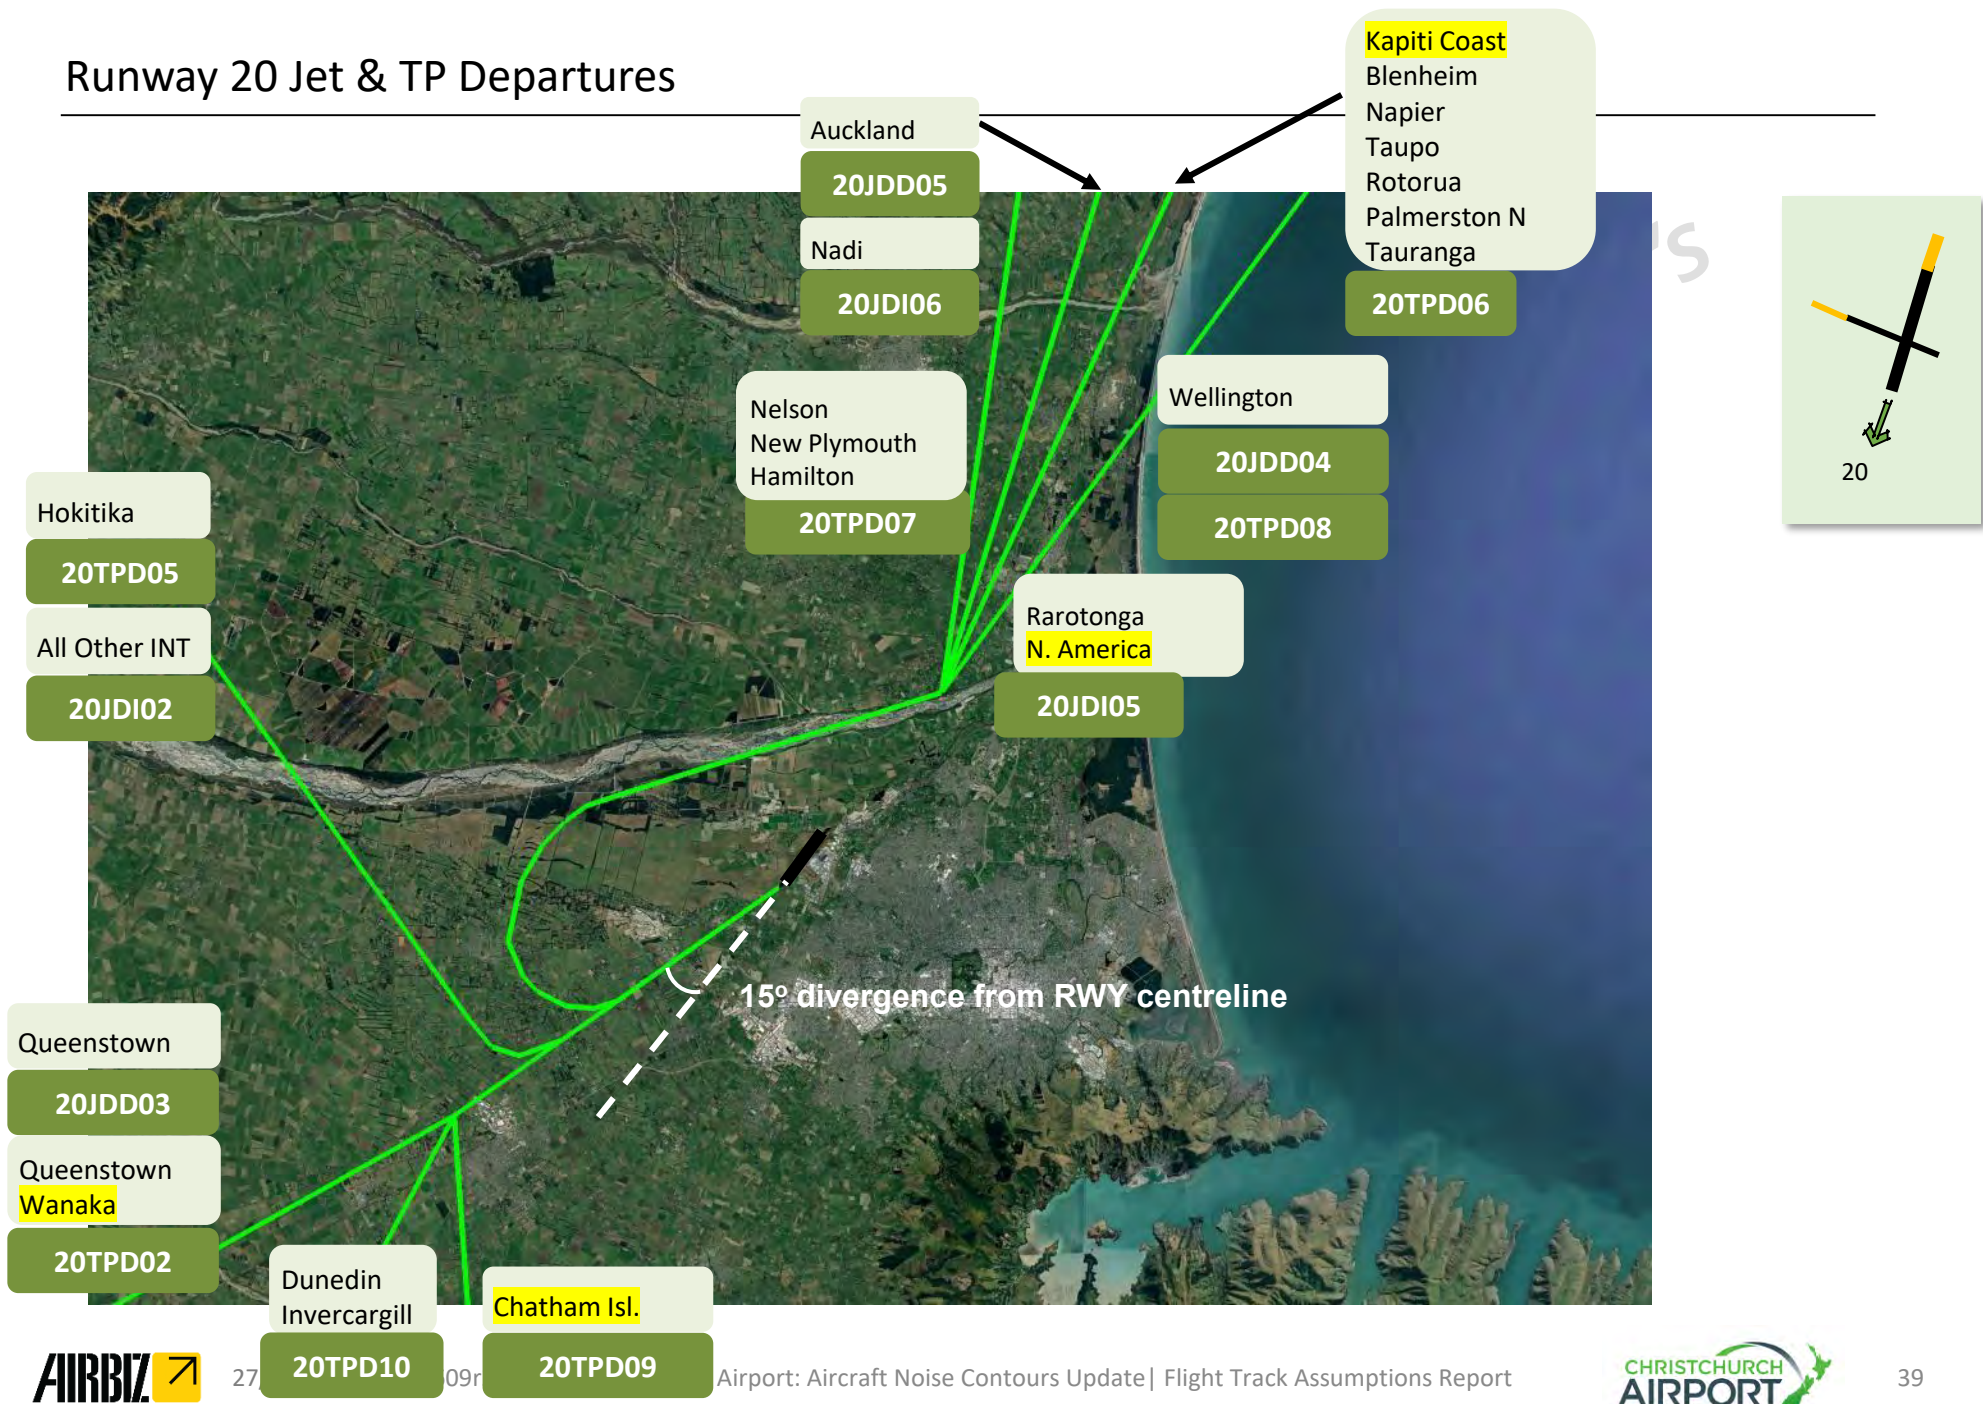 Runway 20 Jet & TP Departures
Kapiti Coast
Blenheim
Napier
Taupo
Rotorua
Palmerston N
Tauranga
20TPD06
Auckland
20JDD05
Nadi
20JDI06
20
Nelson
New Plymouth
Hamilton
20TPD07
Wellington
20JDD04
20TPD08
Hokitika
20TPD05
All Other INT
20JDI02
Rarotonga
N. America
20JDI05
15º divergence from RWY centreline
Queenstown
20JDD03
Queenstown
Wanaka
20TPD02
Dunedin
Invercargill
20TPD10
Chatham Isl.
20TPD09
AIRBIZ
Airport: Aircraft Noise Contours Update| Flight Track Assumptions Report
CHRISTCHURCH
AIRPORT
39